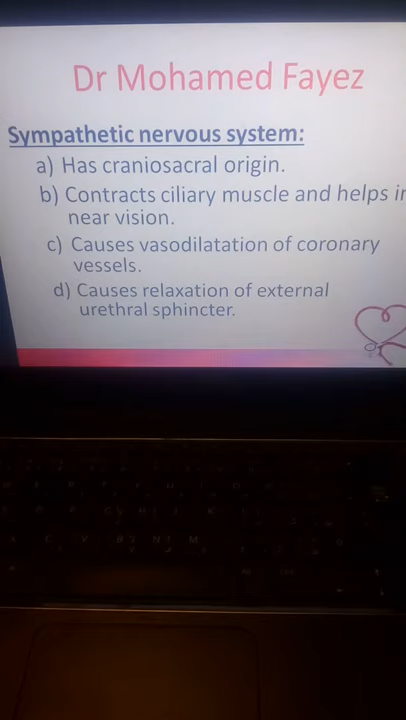 Dr Mohamed Fayez
Sympathetic nervous system:
a) Has craniosacral origin.
b) Contracts ciliary muscle and helps in
near vision.
c) Causes vasodilatation of coronary
vessels.
d) Causes relaxation of external
urethral sphincter.